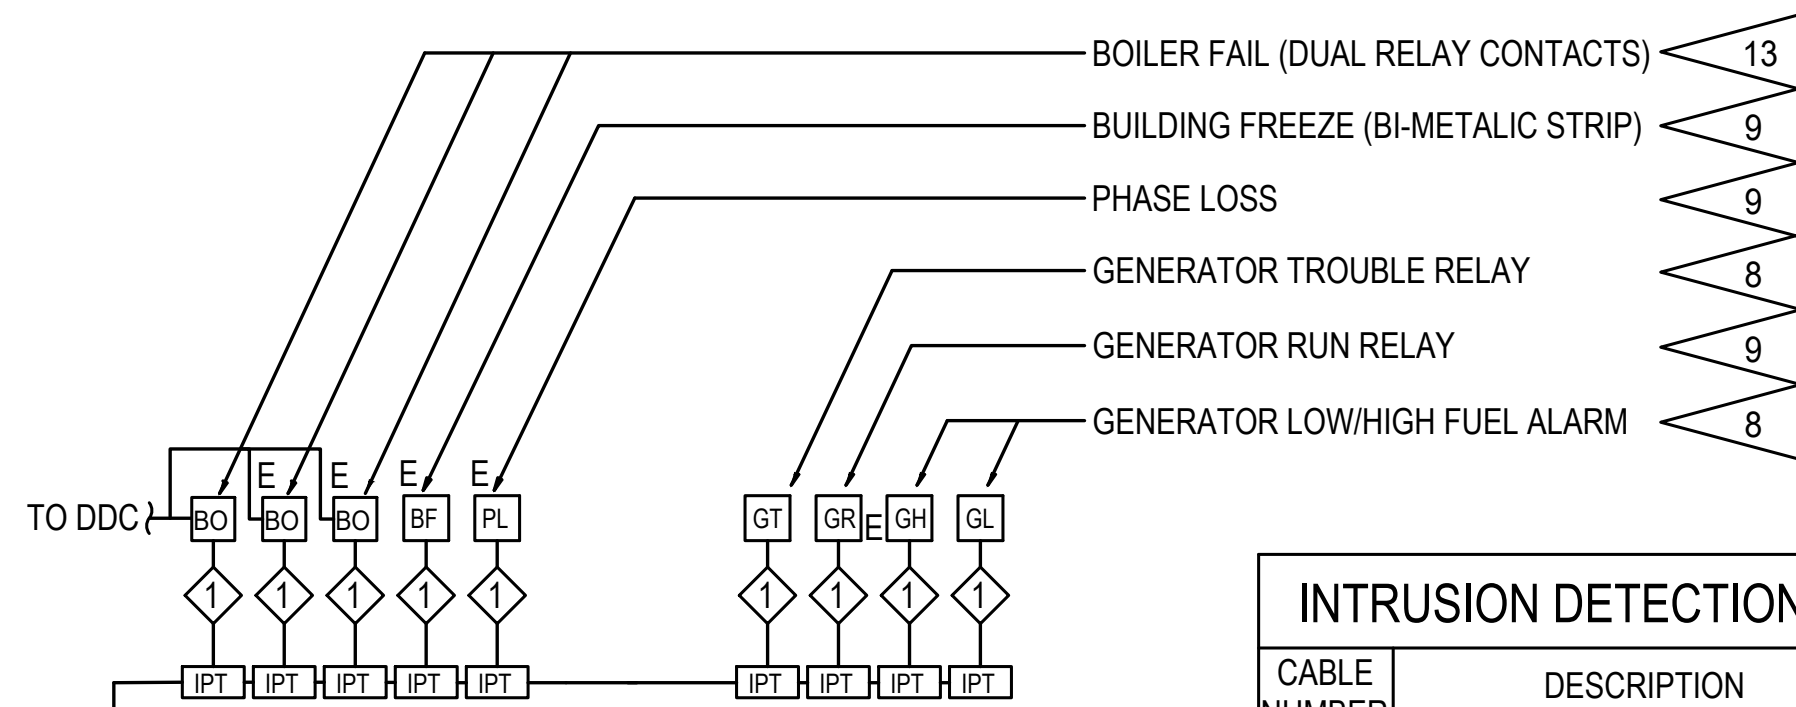 BOILER FAIL (DUAL RELAY CONTACTS) 13
BUILDING FREEZE (BI-METALIC STRIP) 9
PHASE LOSS 9
GENERATOR TROUBLE RELAY 8
GENERATOR RUN RELAY 9
GENERATOR LOW/HIGH FUEL ALARM 8
E E E E
TO DDC BO BO BO BF PL GT GR E GH GL
1 1 1 1 1 1 1 1 1
IPT IPT IPT IPT IPT IPT IPT IPT IPT
INTRUSION DETECTION
CABLE
NUMBER
DESCRIPTION